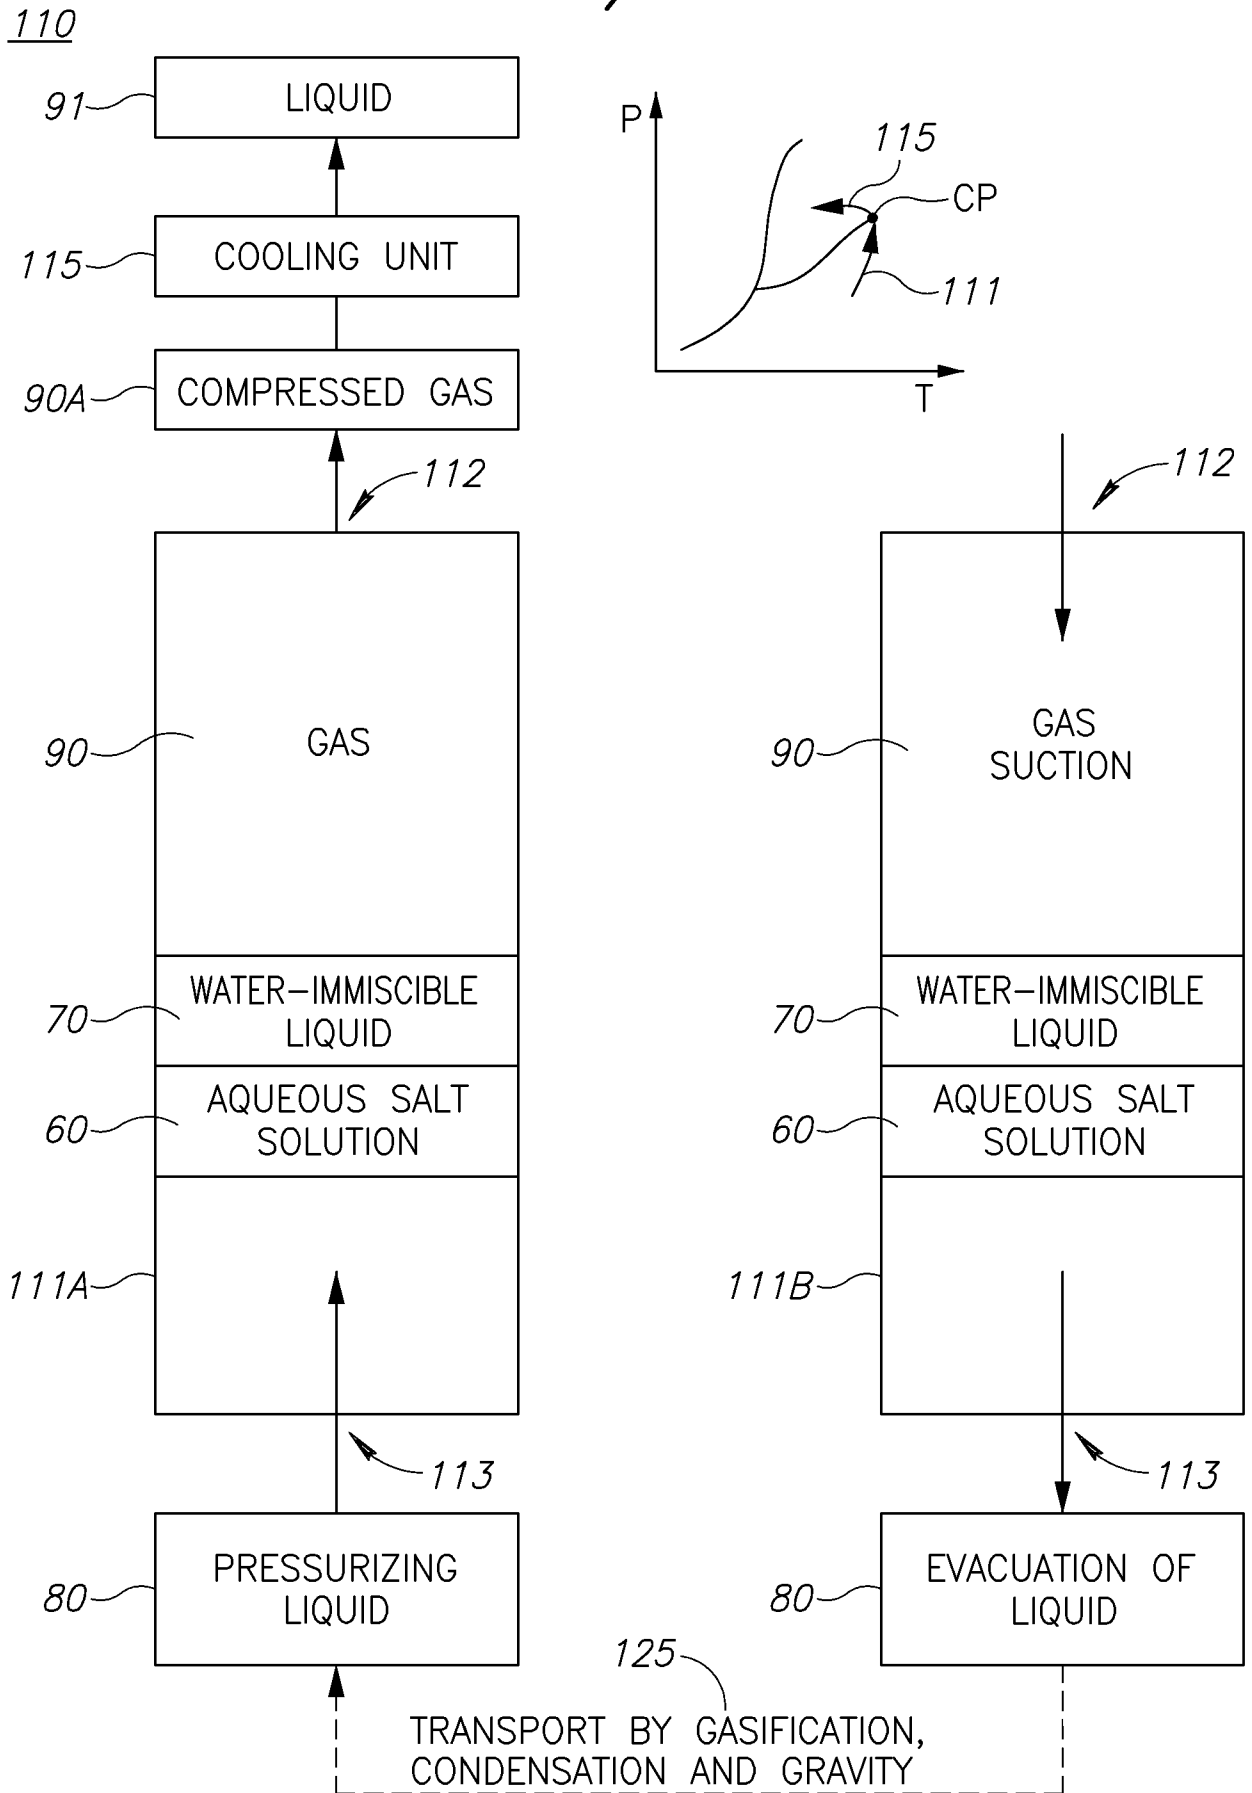 110
91
LIQUID
P
115
CP
115
COOLING UNIT
111
90A
COMPRESSED GAS
T
112
112
90
GAS
90
GAS
SUCTION
70
WATER-IMMISCIBLE
LIQUID
70
WATER-IMMISCIBLE
LIQUID
60
AQUEOUS SALT
SOLUTION
60
AQUEOUS SALT
SOLUTION
111A
111B
113
113
80
PRESSURIZING
LIQUID
80
EVACUATION OF
LIQUID
125
TRANSPORT BY GASIFICATION,
CONDENSATION AND GRAVITY